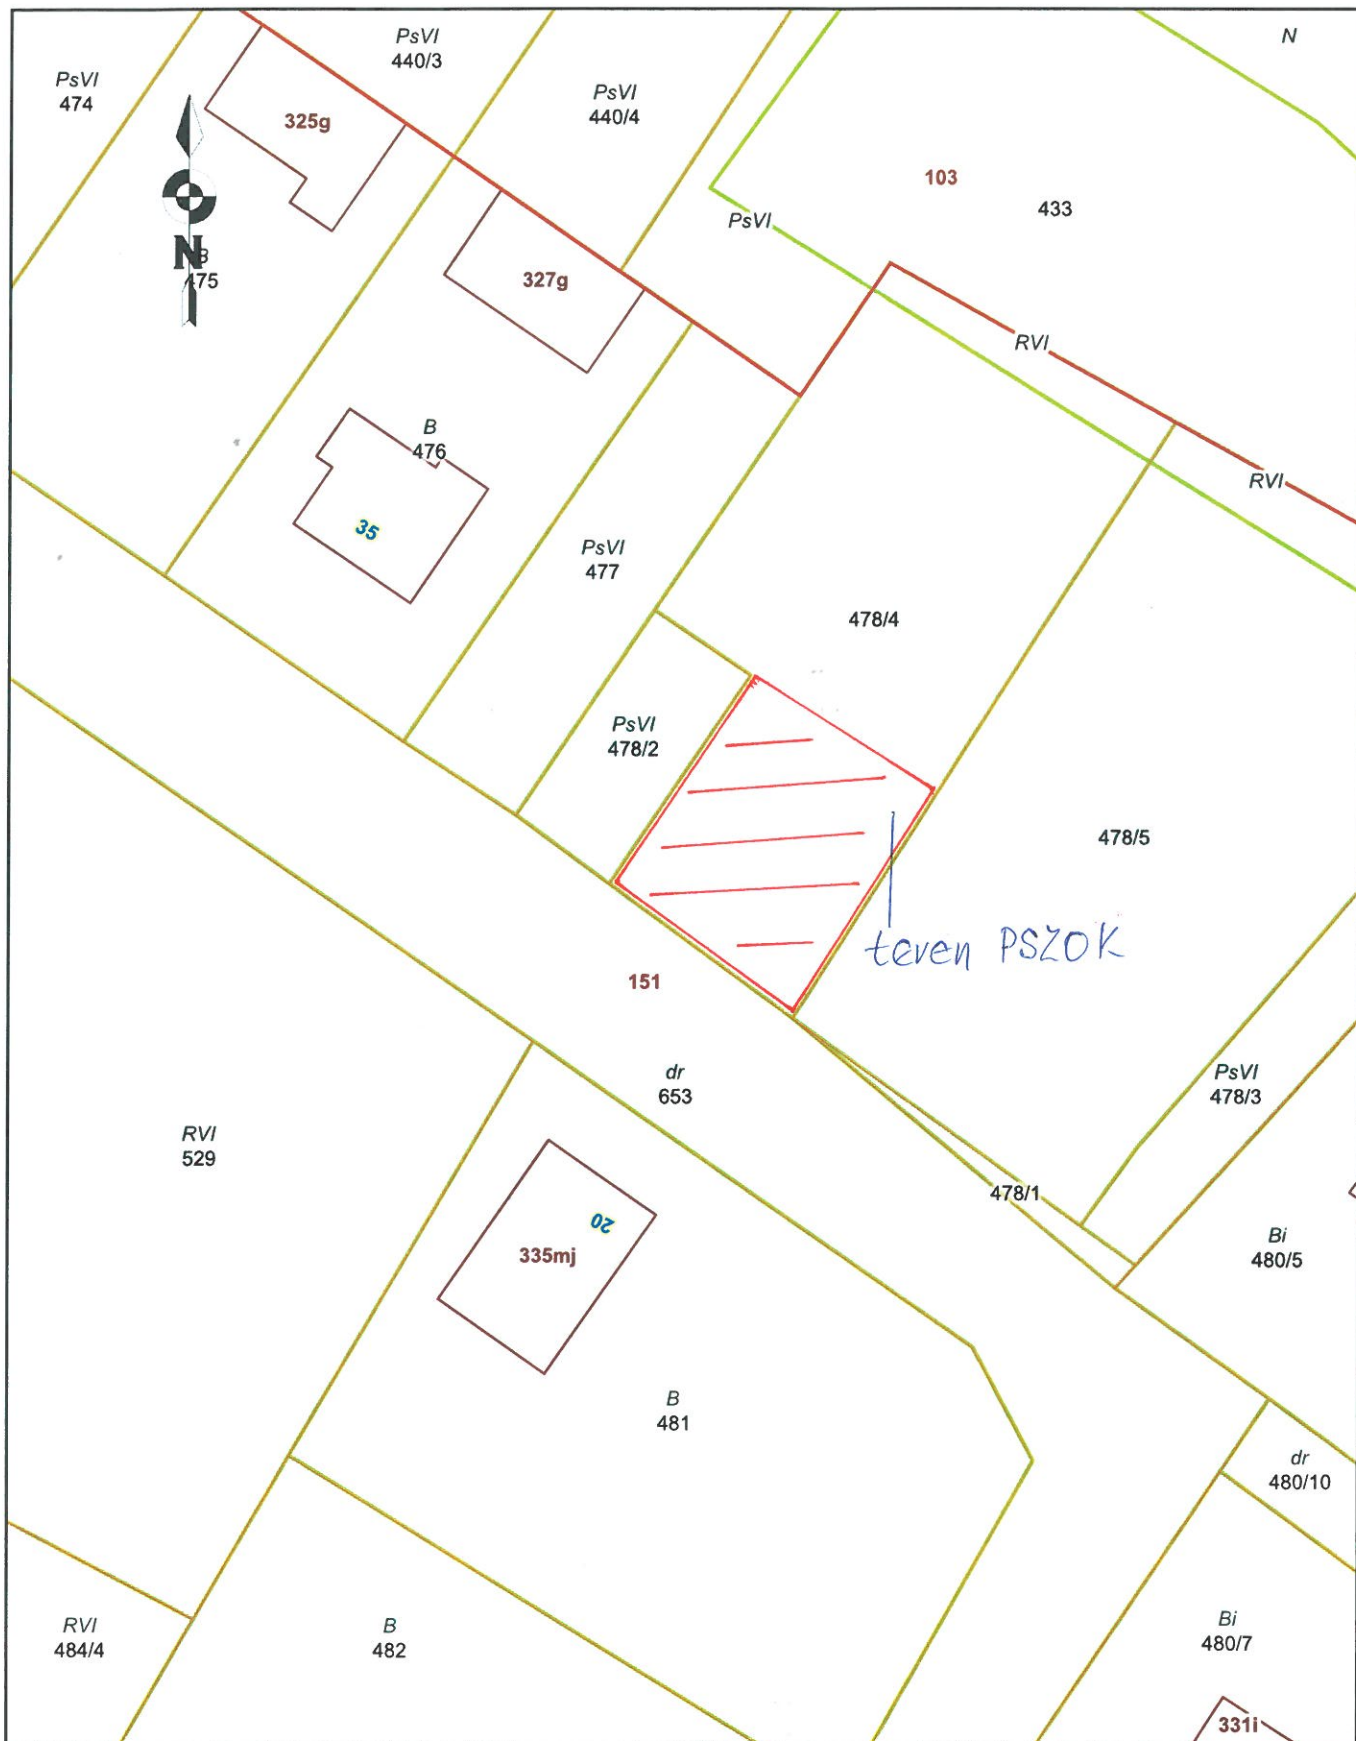 PsVI
440/3
N
PsVI
474
PsVI
440/4
325g
103
433
PsVI
N
B
475
327g
RVI
B
476
RVI
35
PsVI
477
478/4
PsVI
478/2
478/5
teren PSZOK
151
dr
653
PsVI
478/3
RVI
529
478/1
20
335mj
Bi
480/5
B
481
dr
480/10
RVI
484/4
B
482
Bi
480/7
331i